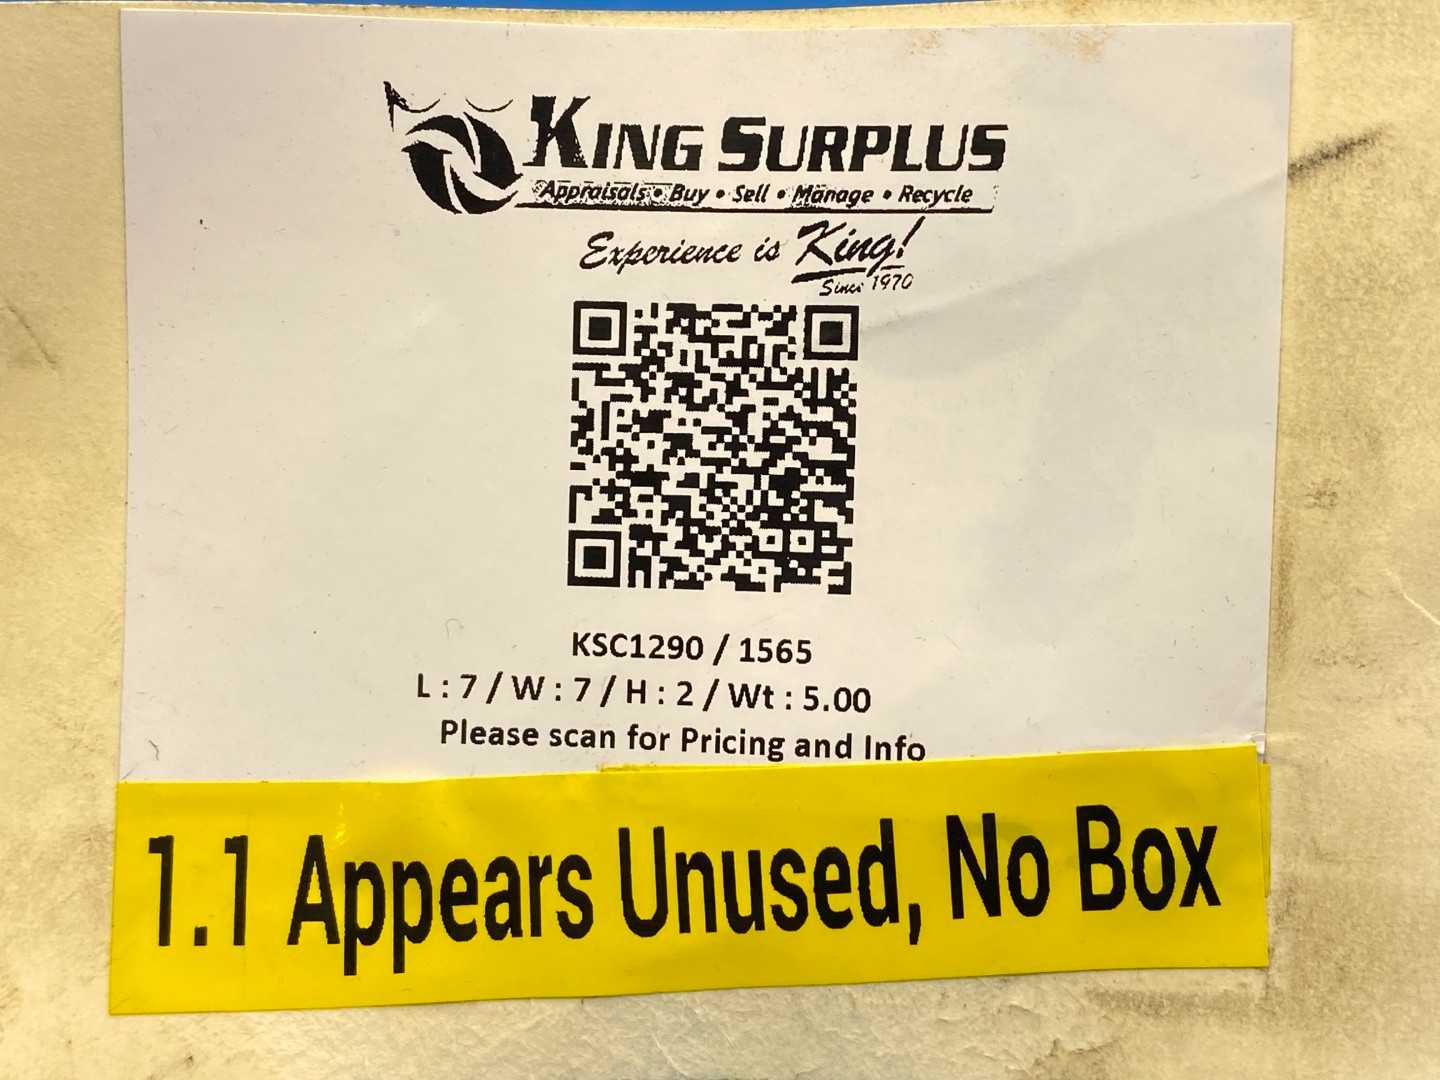 KING SURPLUS
Appraisals • Buy • Sell • Manage • Recycle
Experience is King!
Since 1970
KSC1290 / 1565
L : 7 / W : 7 / H : 2 / Wt : 5.00
Please scan for Pricing and Info
1.1 Appears Unused, No Box